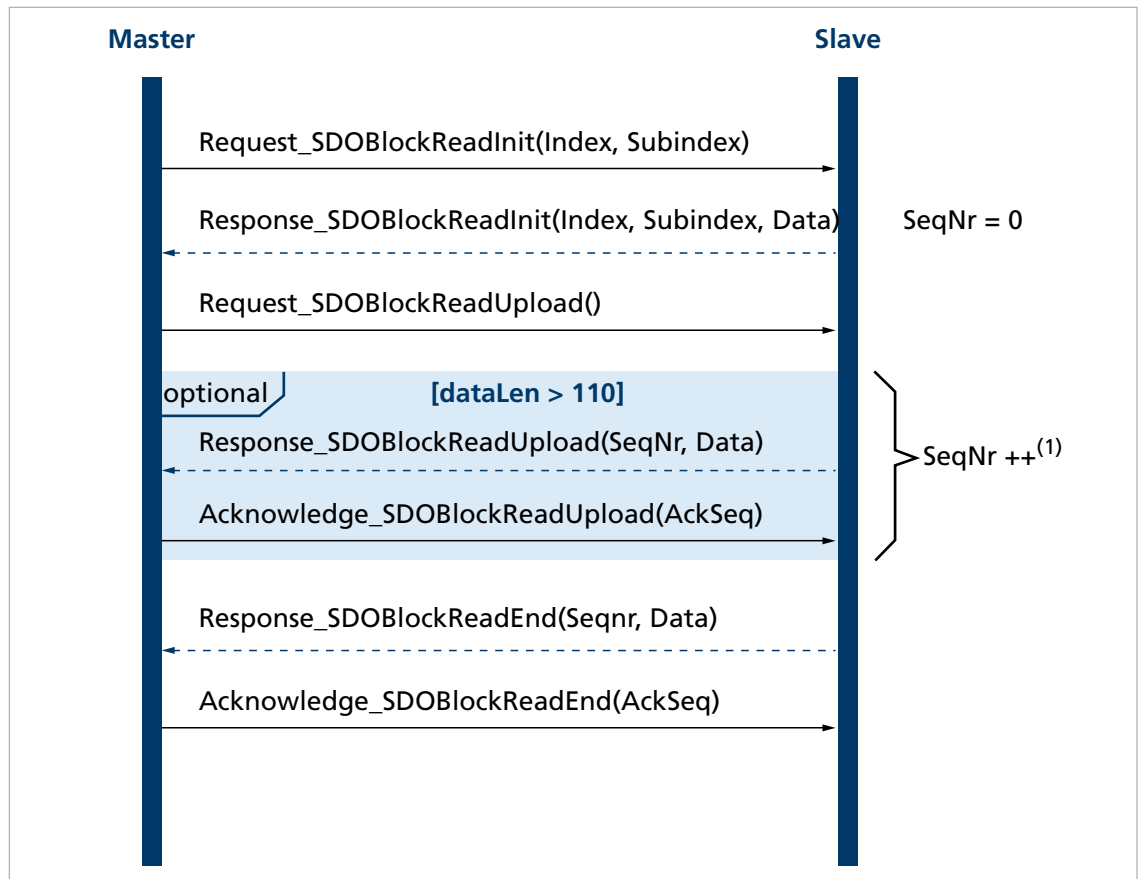 Master
Slave
Request_SDOBlockReadInit(Index, Subindex)
Response_SDOBlockReadInit(Index, Subindex, Data)
SeqNr = 0
Request_SDOBlockReadUpload()
optional
[dataLen > 110]
Response_SDOBlockReadUpload(SeqNr, Data)
SeqNr ++(1)
Acknowledge_SDOBlockReadUpload(AckSeq)
Response_SDOBlockReadEnd(Seqnr, Data)
Acknowledge_SDOBlockReadEnd(AckSeq)